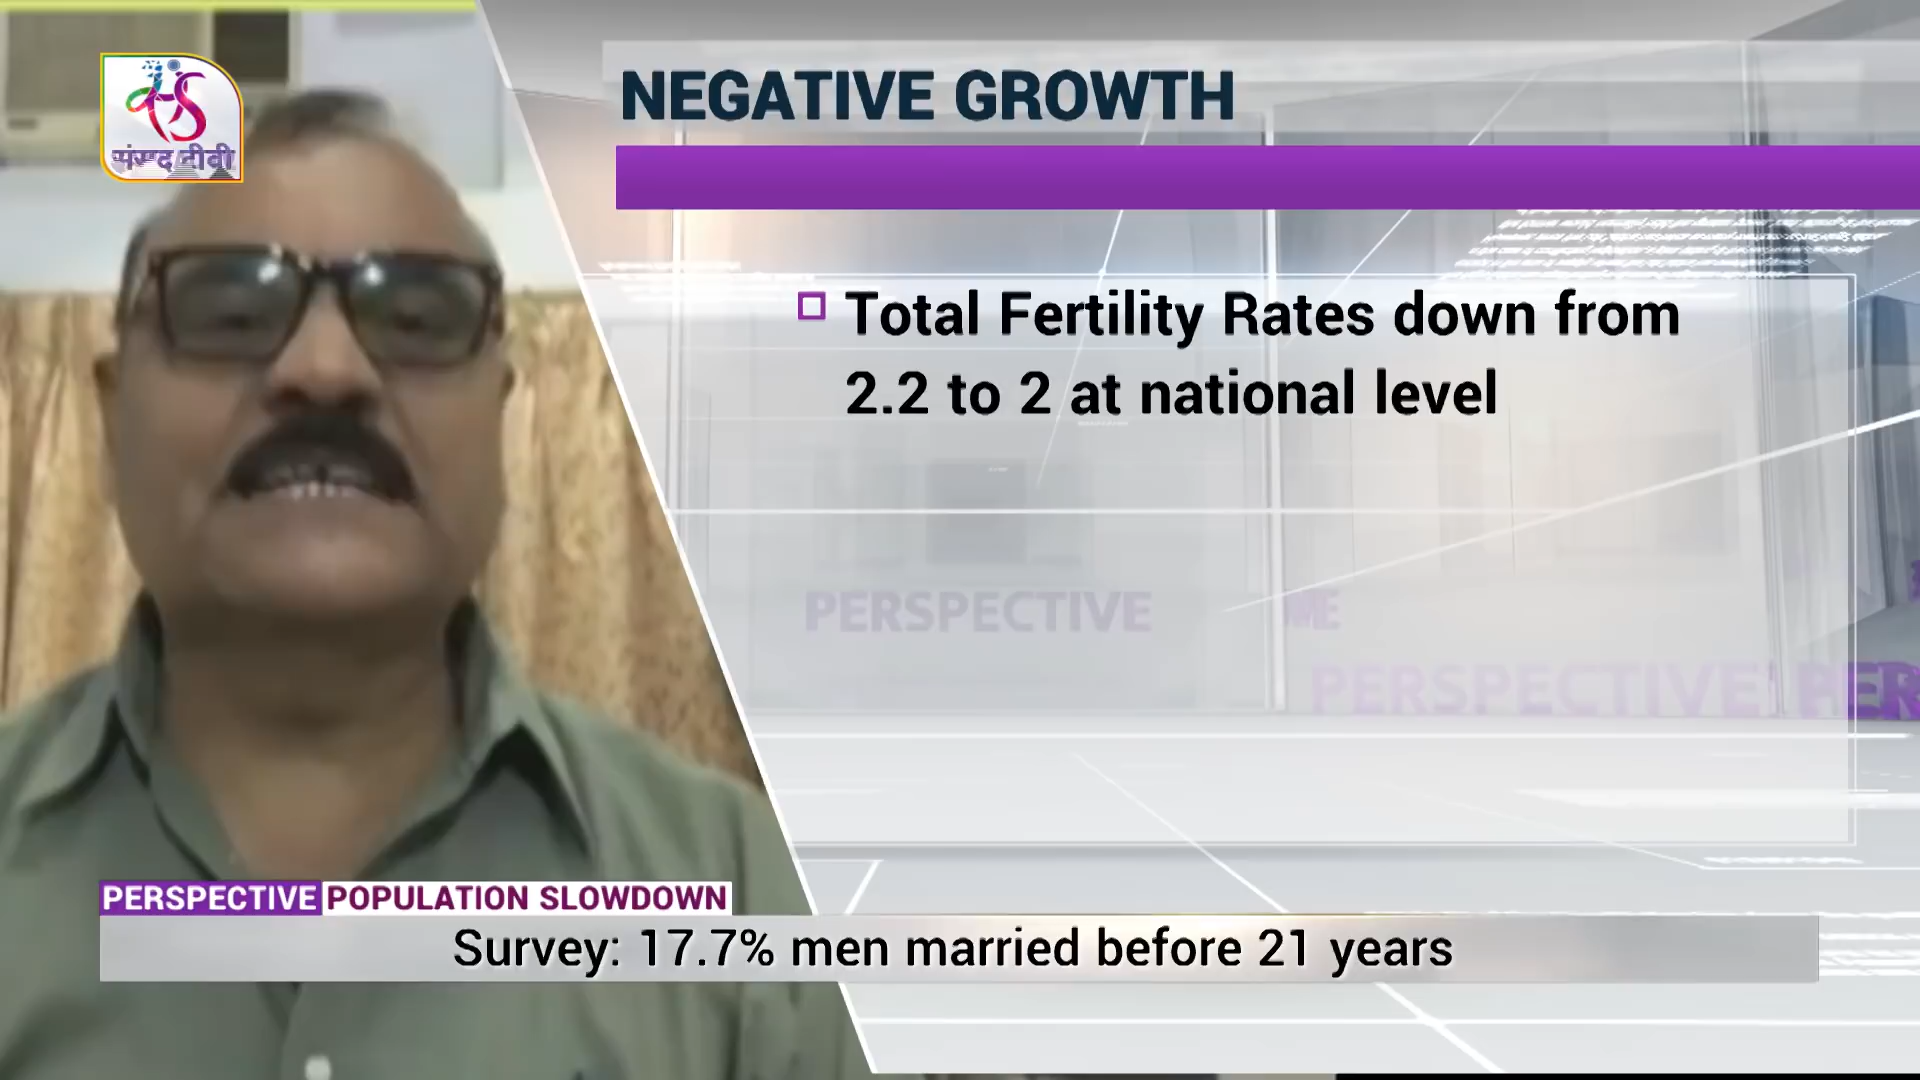 संसद टीवी
NEGATIVE GROWTH
Total Fertility Rates down from
2.2 to 2 at national level
PERSPECTIVE
PERSPECTIVE
PERSPECTIVE POPULATION SLOWDOWN
Survey: 17.7% men married before 21 years